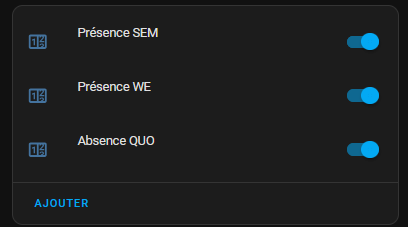 Présence SEM
Présence WE
Absence QUO
AJOUTER